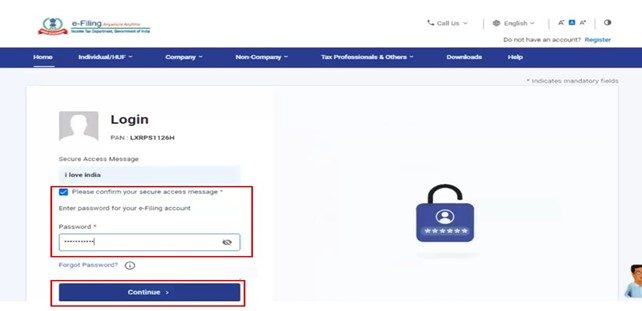 e-Filing Anywhere Anytime
Income Tax Department, Government of India
Call Us
English
A⁻ A A⁺
Do not have an account? Register
Home Individual/HUF Company Non-Company Tax Professionals & Others Downloads Help
* Indicates mandatory fields
Login
PAN : LXRPS1126H
Secure Access Message
i love india
Please confirm your secure access message *
Enter password for your e-Filing account
Password *
•••••••••••
Forgot Password?
Continue >